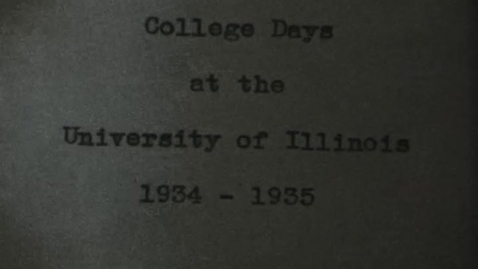 College Days
at the
University of Illinois
1934 - 1935